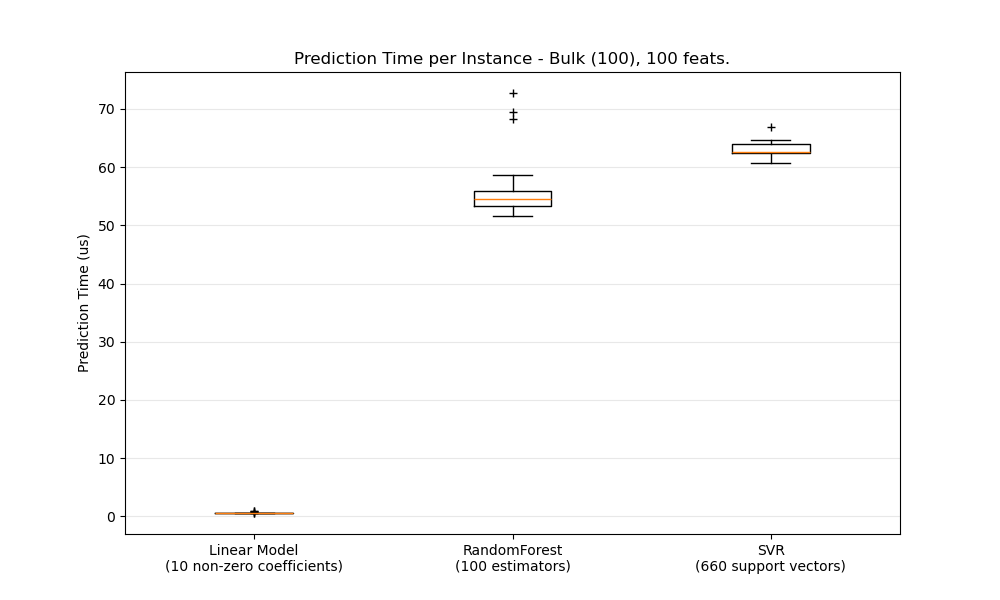 Prediction Time per Instance - Bulk (100), 100 feats.
Prediction Time (us)
70
60
50
40
30
20
10
0
Linear Model
(10 non-zero coefficients)
RandomForest
(100 estimators)
SVR
(660 support vectors)